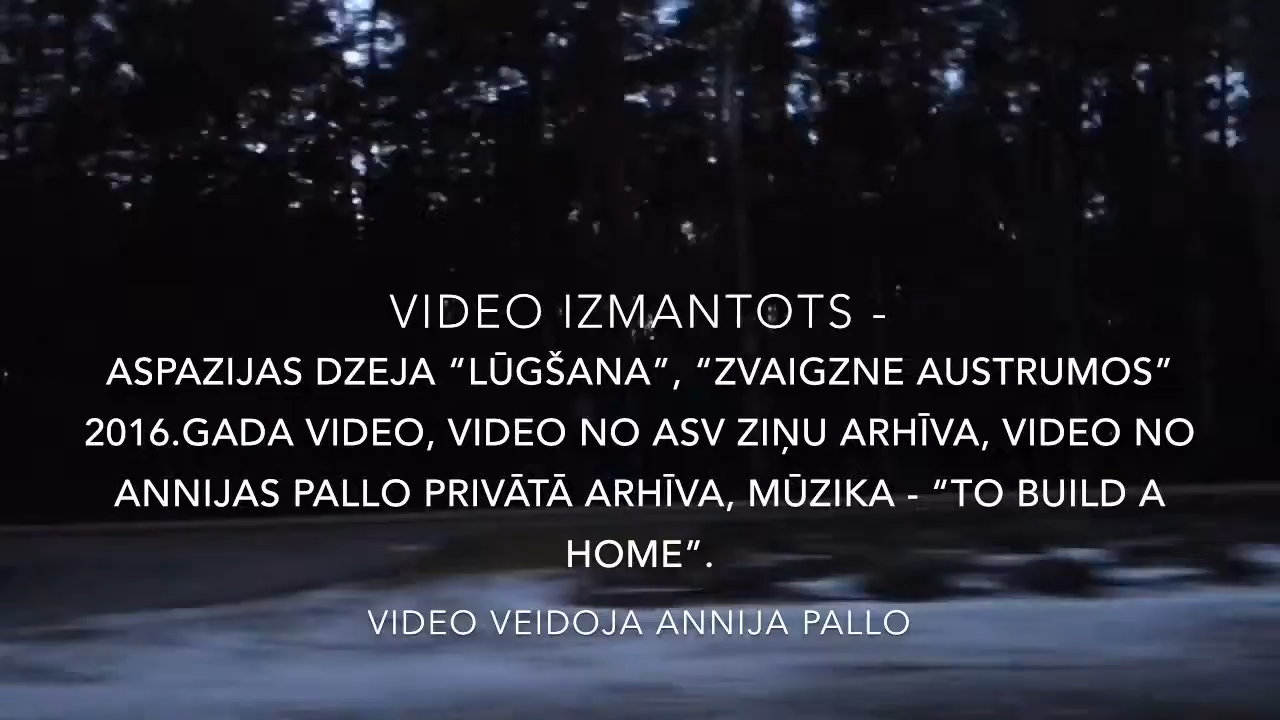 VIDEO IZMANTOTS -
ASPAZIJAS DZEJA “LŪGŠANA”, “ZVAIGZNE AUSTRUMOS”
2016.GADA VIDEO, VIDEO NO ASV ZIŅU ARHĪVA, VIDEO NO
ANNIJAS PALLO PRIVĀTĀ ARHĪVA, MŪZIKA - “TO BUILD A
HOME”.
VIDEO VEIDOJA ANNIJA PALLO